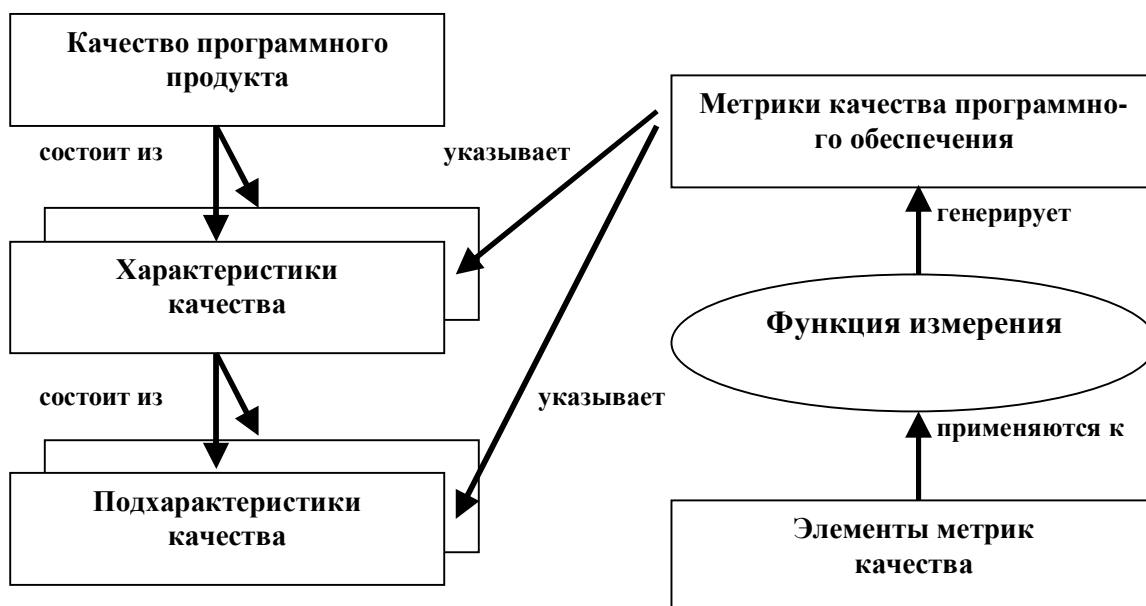 Качество программного
продукта
состоит из
Характеристики
качества
состоит из
Подхарактеристики
качества
указывает
указывает
Метрики качества программно-
го обеспечения
генерирует
Функция измерения
применяются к
Элементы метрик
качества